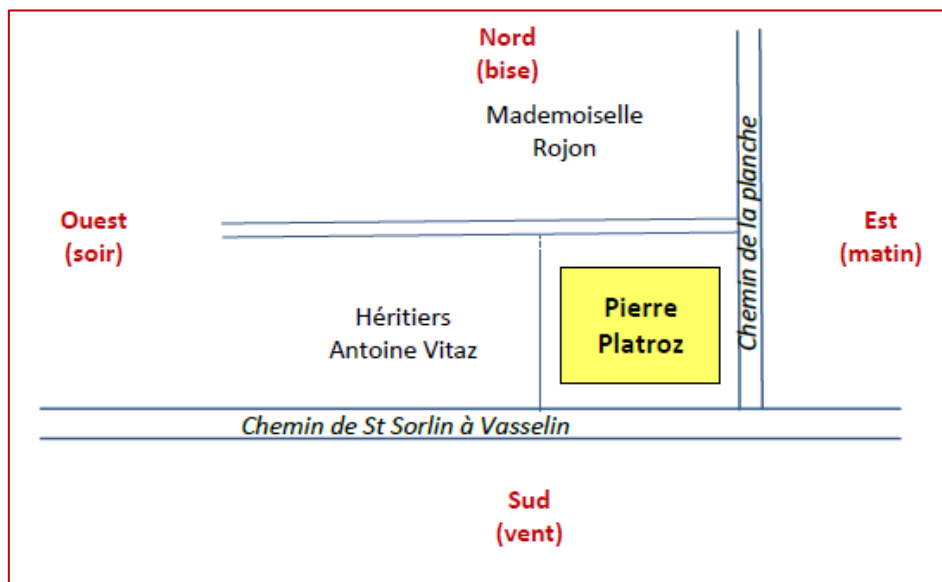 Nord
(bise)
Mademoiselle
Rojon
Chemin de la planche
Ouest
(soir)
Est
(matin)
Héritiers
Antoine Vitaz
Pierre
Platroz
Chemin de St Sorlin à Vasselin
Sud
(vent)